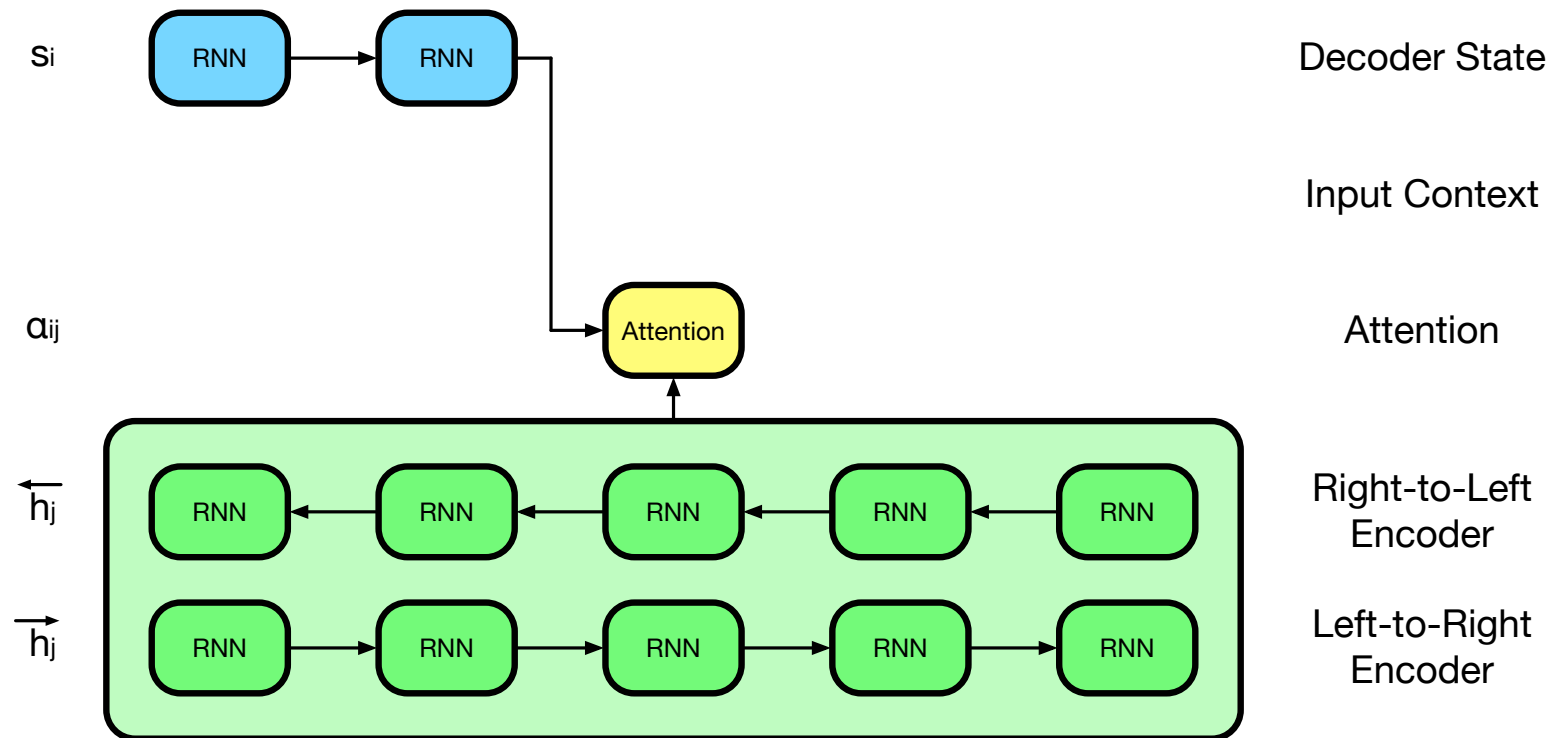 si RNN RNN Decoder State
Input Context
αij Attention Attention
hj RNN RNN RNN RNN RNN Right-to-Left
Encoder
hj RNN RNN RNN RNN RNN Left-to-Right
Encoder